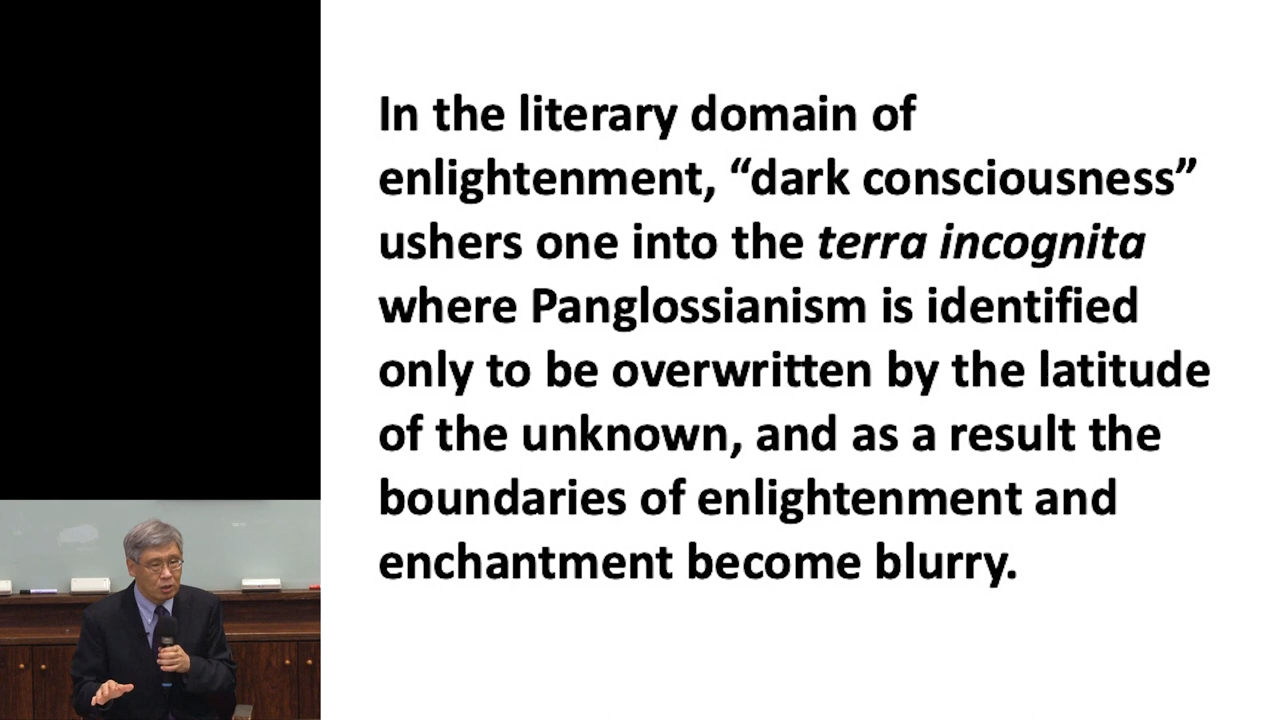 In the literary domain of
enlightenment, “dark consciousness”
ushers one into the terra incognita
where Panglossianism is identified
only to be overwritten by the latitude
of the unknown, and as a result the
boundaries of enlightenment and
enchantment become blurry.